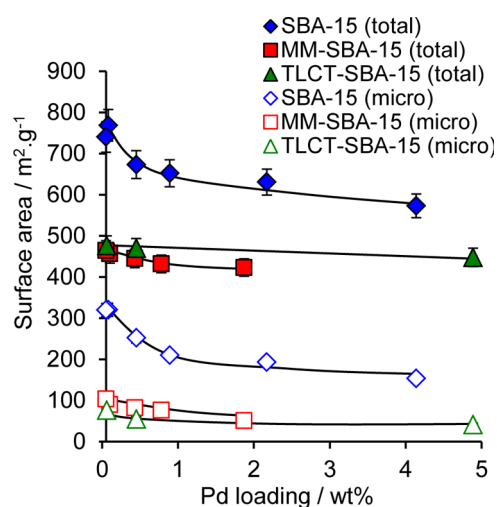 SBA-15 (total)
MM-SBA-15 (total)
TLCT-SBA-15 (total)
SBA-15 (micro)
MM-SBA-15 (micro)
TLCT-SBA-15 (micro)
Surface area / m².g⁻¹
900
800
700
600
500
400
300
200
100
0
0 1 2 3 4 5
Pd loading / wt%